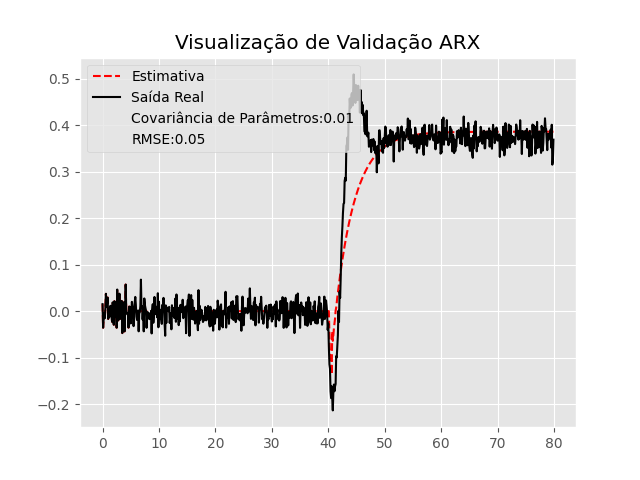 Visualização de Validação ARX
Estimativa
Saída Real
Covariância de Parâmetros:0.01
RMSE:0.05
0.5
0.4
0.3
0.2
0.1
0.0
−0.1
−0.2
0 10 20 30 40 50 60 70 80